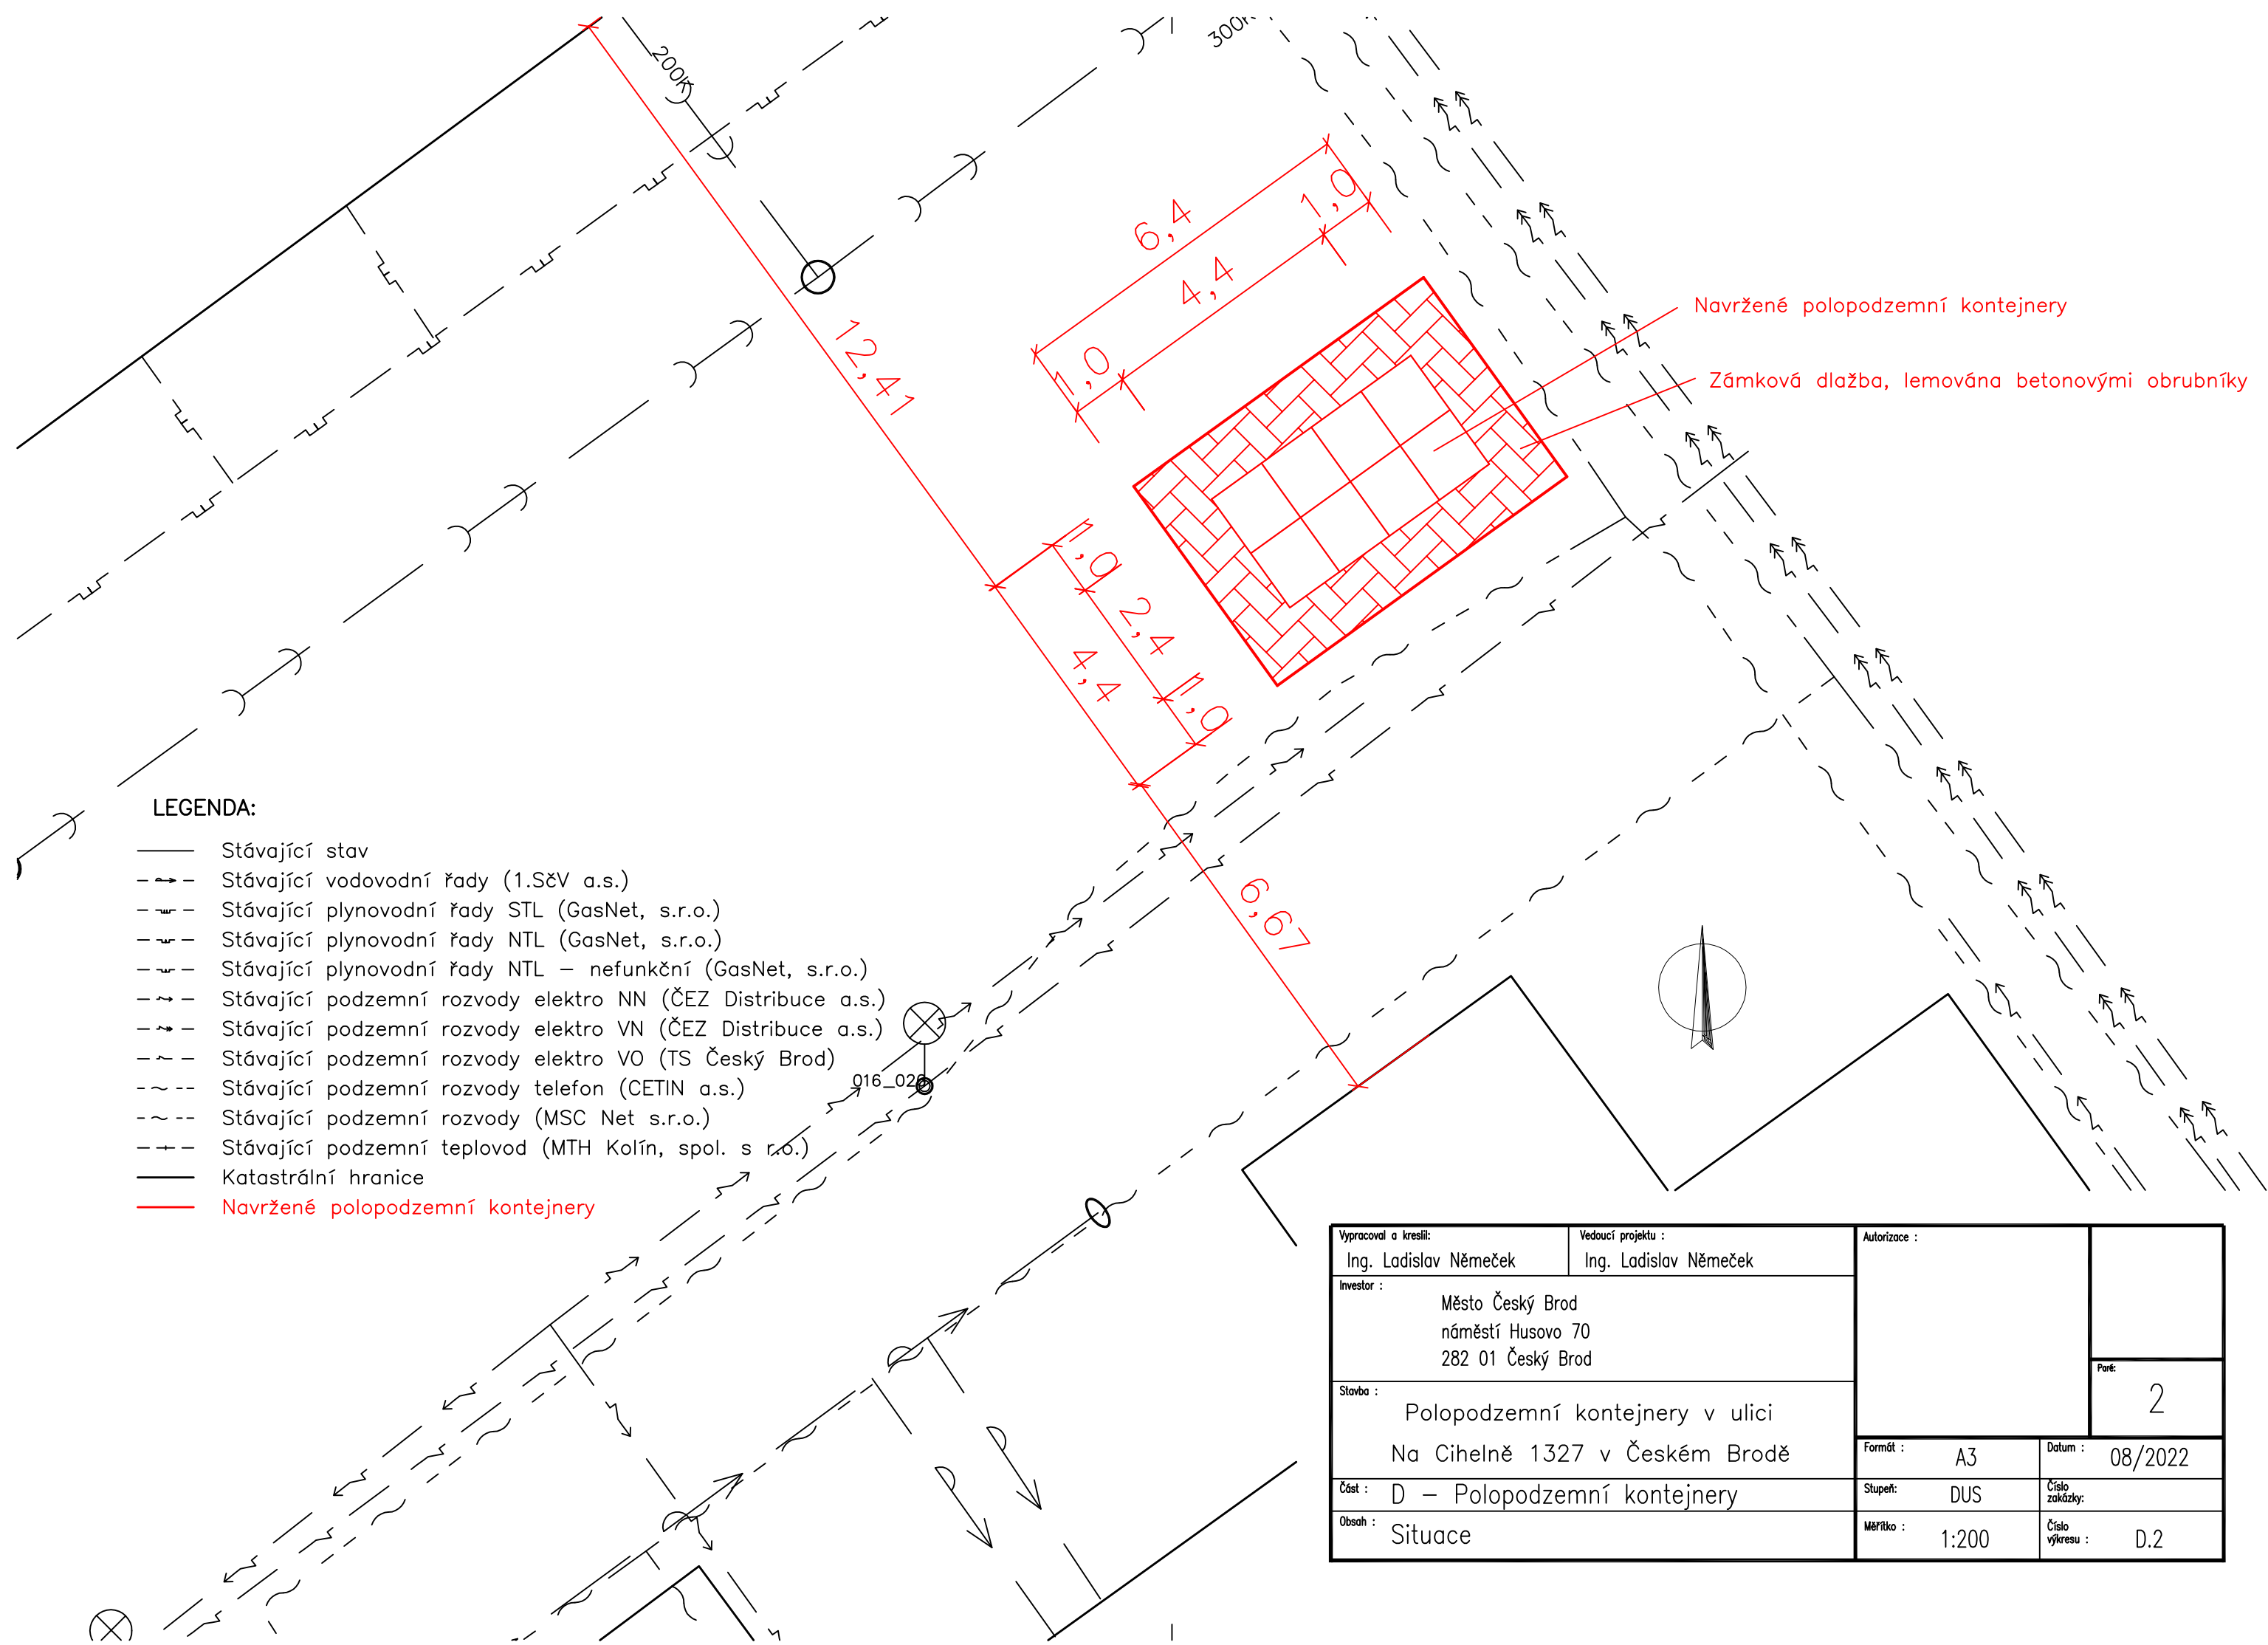 200K
300K
6,4
1,0
4,4
1,0
12,41
1,0
2,4
1,0
4,4
6,67
Navržené polopodzemní kontejnery
Zámková dlažba, lemována betonovými obrubníky
LEGENDA:
Stávající stav
Stávající vodovodní řady (1.SčV a.s.)
Stávající plynovodní řady STL (GasNet, s.r.o.)
Stávající plynovodní řady NTL (GasNet, s.r.o.)
Stávající plynovodní řady NTL – nefunkční (GasNet, s.r.o.)
Stávající podzemní rozvody elektro NN (ČEZ Distribuce a.s.)
Stávající podzemní rozvody elektro VN (ČEZ Distribuce a.s.)
Stávající podzemní rozvody elektro VO (TS Český Brod)
Stávající podzemní rozvody telefon (CETIN a.s.)
Stávající podzemní rozvody (MSC Net s.r.o.)
Stávající podzemní teplovod (MTH Kolín, spol. s r.o.)
Katastrální hranice
Navržené polopodzemní kontejnery
Vypracoval a kreslil:
Ing. Ladislav Němeček
Vedoucí projektu :
Ing. Ladislav Němeček
Autorizace :
Investor :
Město Český Brod
náměstí Husovo 70
282 01 Český Brod
Paré:
2
Stavba :
Polopodzemní kontejnery v ulici
Na Cihelně 1327 v Českém Brodě
Formát : A3
Datum : 08/2022
Část : D – Polopodzemní kontejnery
Stupeň: DUS
Číslo
zakázky:
Obsah : Situace
Měřítko : 1:200
Číslo
výkresu : D.2